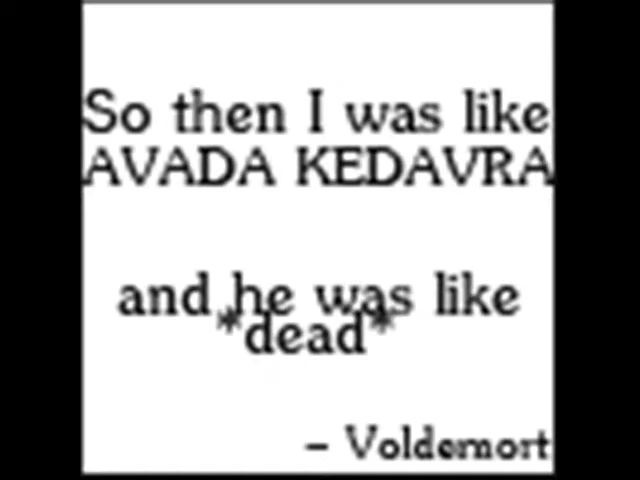 So then I was like
AVADA KEDAVRA
and he was like
*dead*
- Voldemort